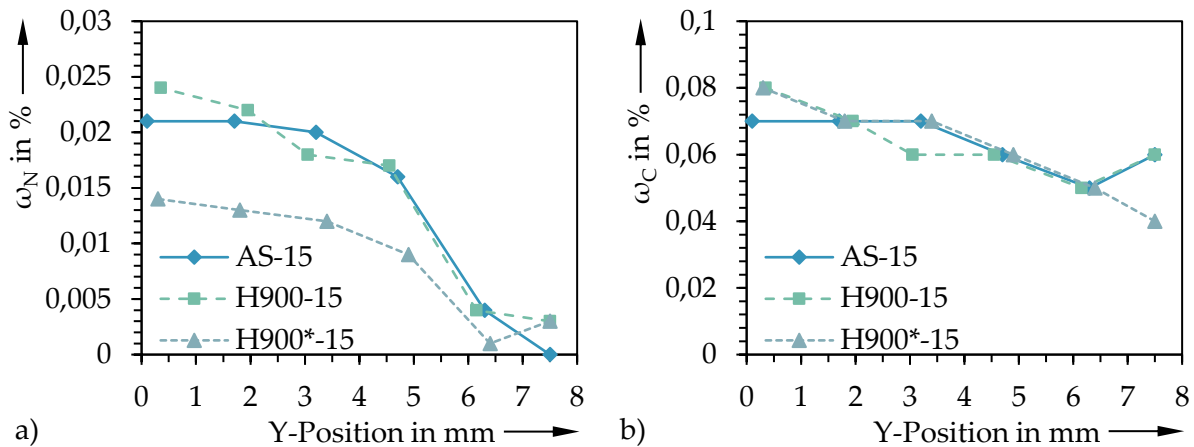 0,03
0,025
0,02
0,015
0,01
0,005
0
ωN in %
AS-15
H900-15
H900*-15
0 1 2 3 4 5 6 7 8
a) Y-Position in mm
0,1
0,08
0,06
0,04
0,02
0
ωC in %
AS-15
H900-15
H900*-15
0 1 2 3 4 5 6 7 8
b) Y-Position in mm